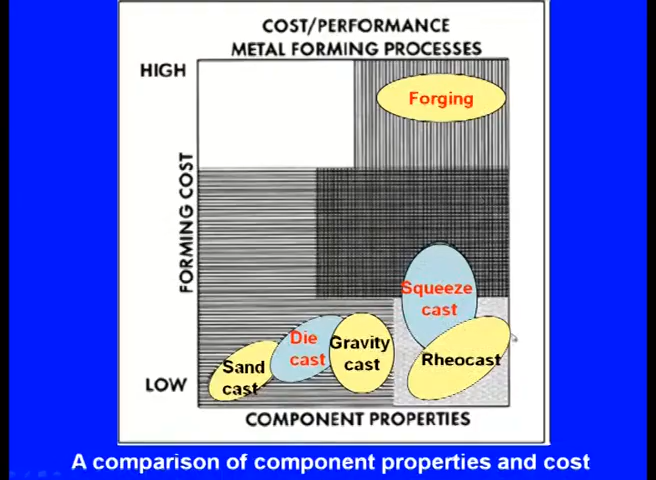 COST/PERFORMANCE
METAL FORMING PROCESSES
HIGH
Forging
FORMING COST
Squeeze
cast
Die
cast
Gravity
cast
Sand
cast
Rheocast
LOW
COMPONENT PROPERTIES
A comparison of component properties and cost